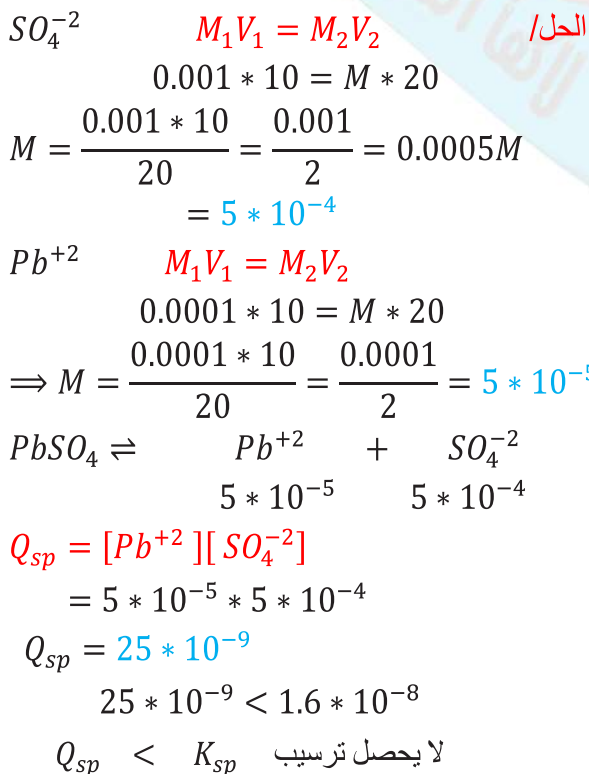 الحل/ SO₄⁻² M₁V₁ = M₂V₂
0.001 * 10 = M * 20
M = (0.001 * 10)/20 = 0.001/2 = 0.0005M
= 5 * 10⁻⁴
Pb⁺² M₁V₁ = M₂V₂
0.0001 * 10 = M * 20
⟹ M = (0.0001 * 10)/20 = 0.0001/2 = 5 * 10⁻⁵
PbSO₄ ⇌ Pb⁺² + SO₄⁻²
5 * 10⁻⁵ 5 * 10⁻⁴
Qsp = [Pb⁺² ][ SO₄⁻²]
= 5 * 10⁻⁵ * 5 * 10⁻⁴
Qsp = 25 * 10⁻⁹
25 * 10⁻⁹ < 1.6 * 10⁻⁸
Qsp < Ksp لا يحصل ترسيب